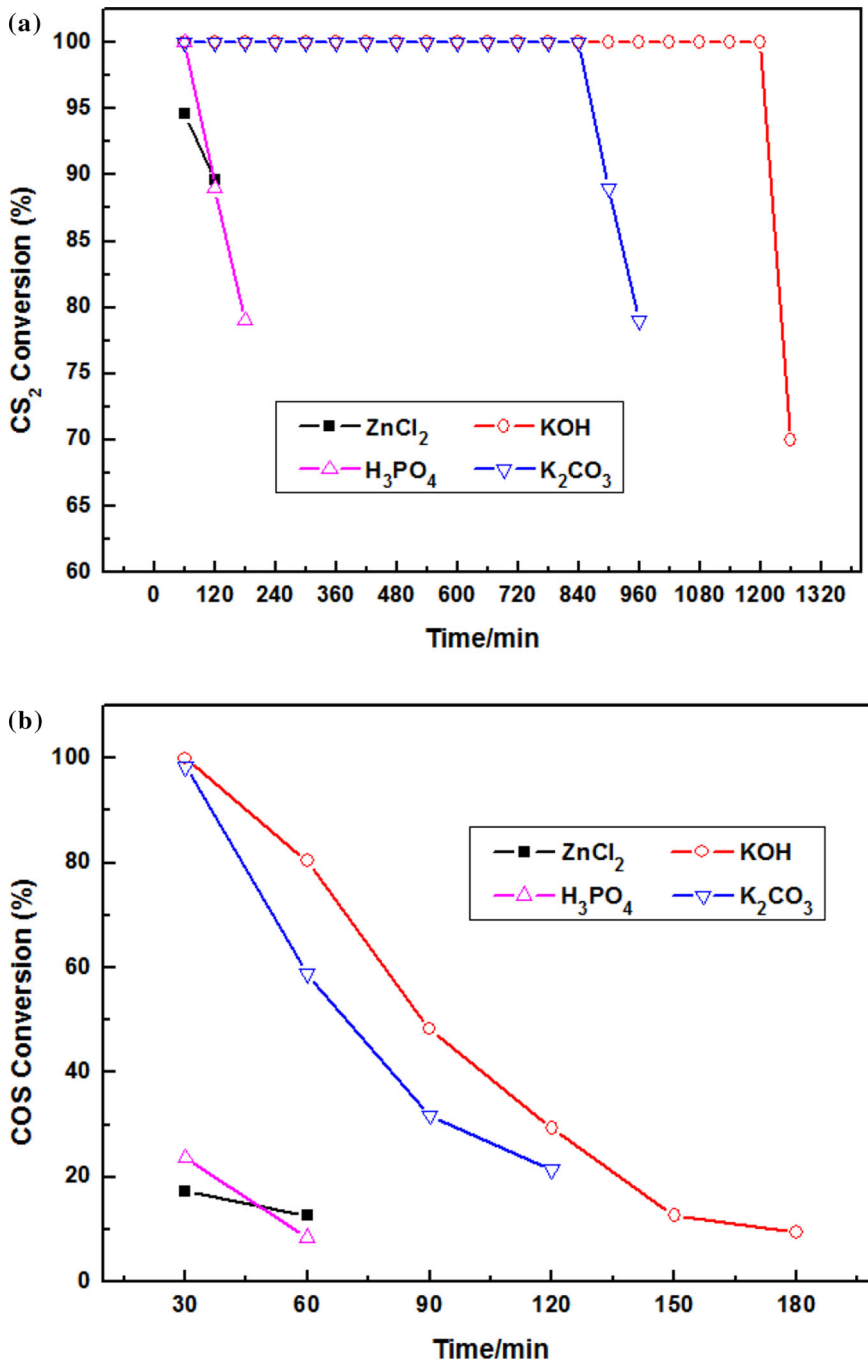 (a)
100
95
90
85
80
75
70
65
60
CS₂ Conversion (%)
ZnCl₂ KOH
H₃PO₄ K₂CO₃
0 120 240 360 480 600 720 840 960 1080 1200 1320
Time/min
(b)
100
80
60
40
20
0
COS Conversion (%)
ZnCl₂ KOH
H₃PO₄ K₂CO₃
30 60 90 120 150 180
Time/min